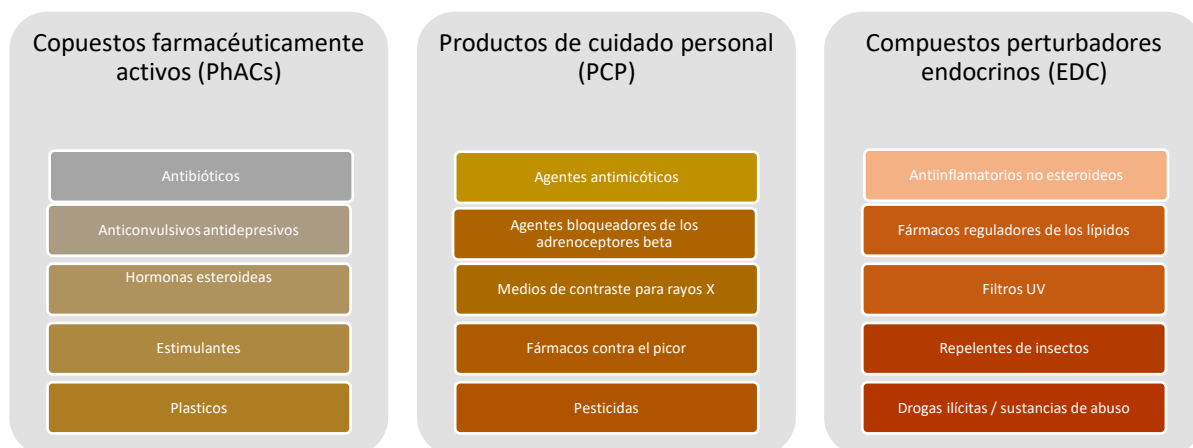 Copuestos farmacéuticamente
activos (PhACs)
Antibióticos
Anticonvulsivos antidepresivos
Hormonas esteroideas
Estimulantes
Plasticos
Productos de cuidado personal
(PCP)
Agentes antimicóticos
Agentes bloqueadores de los
adrenoceptores beta
Medios de contraste para rayos X
Fármacos contra el picor
Pesticidas
Compuestos perturbadores
endocrinos (EDC)
Antiinflamatorios no esteroideos
Fármacos reguladores de los lípidos
Filtros UV
Repelentes de insectos
Drogas ilícitas / sustancias de abuso